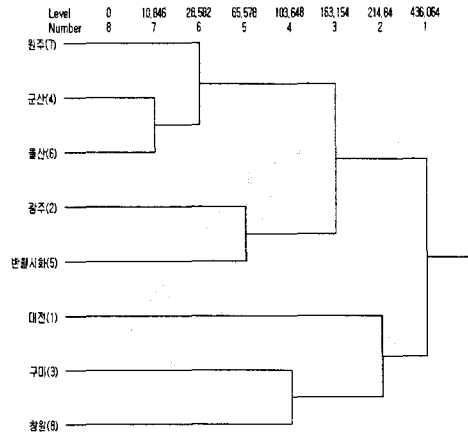 Level 0 10,846 28,582 65,578 103,648 163,154 214,84 436,064
Number 8 7 6 5 4 3 2 1
원주(7)
군산(4)
울산(6)
광주(2)
반월시화(5)
대전(1)
구미(3)
창원(8)